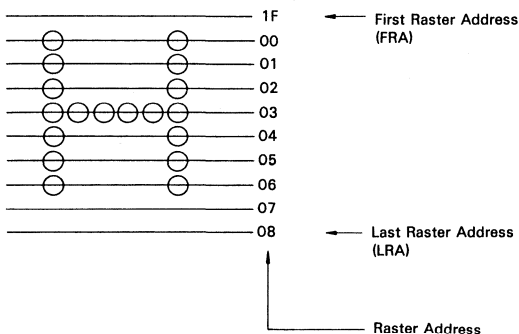 1F First Raster Address
00 (FRA)
01
02
03
04
05
06
07
08 Last Raster Address
(LRA)
Raster Address